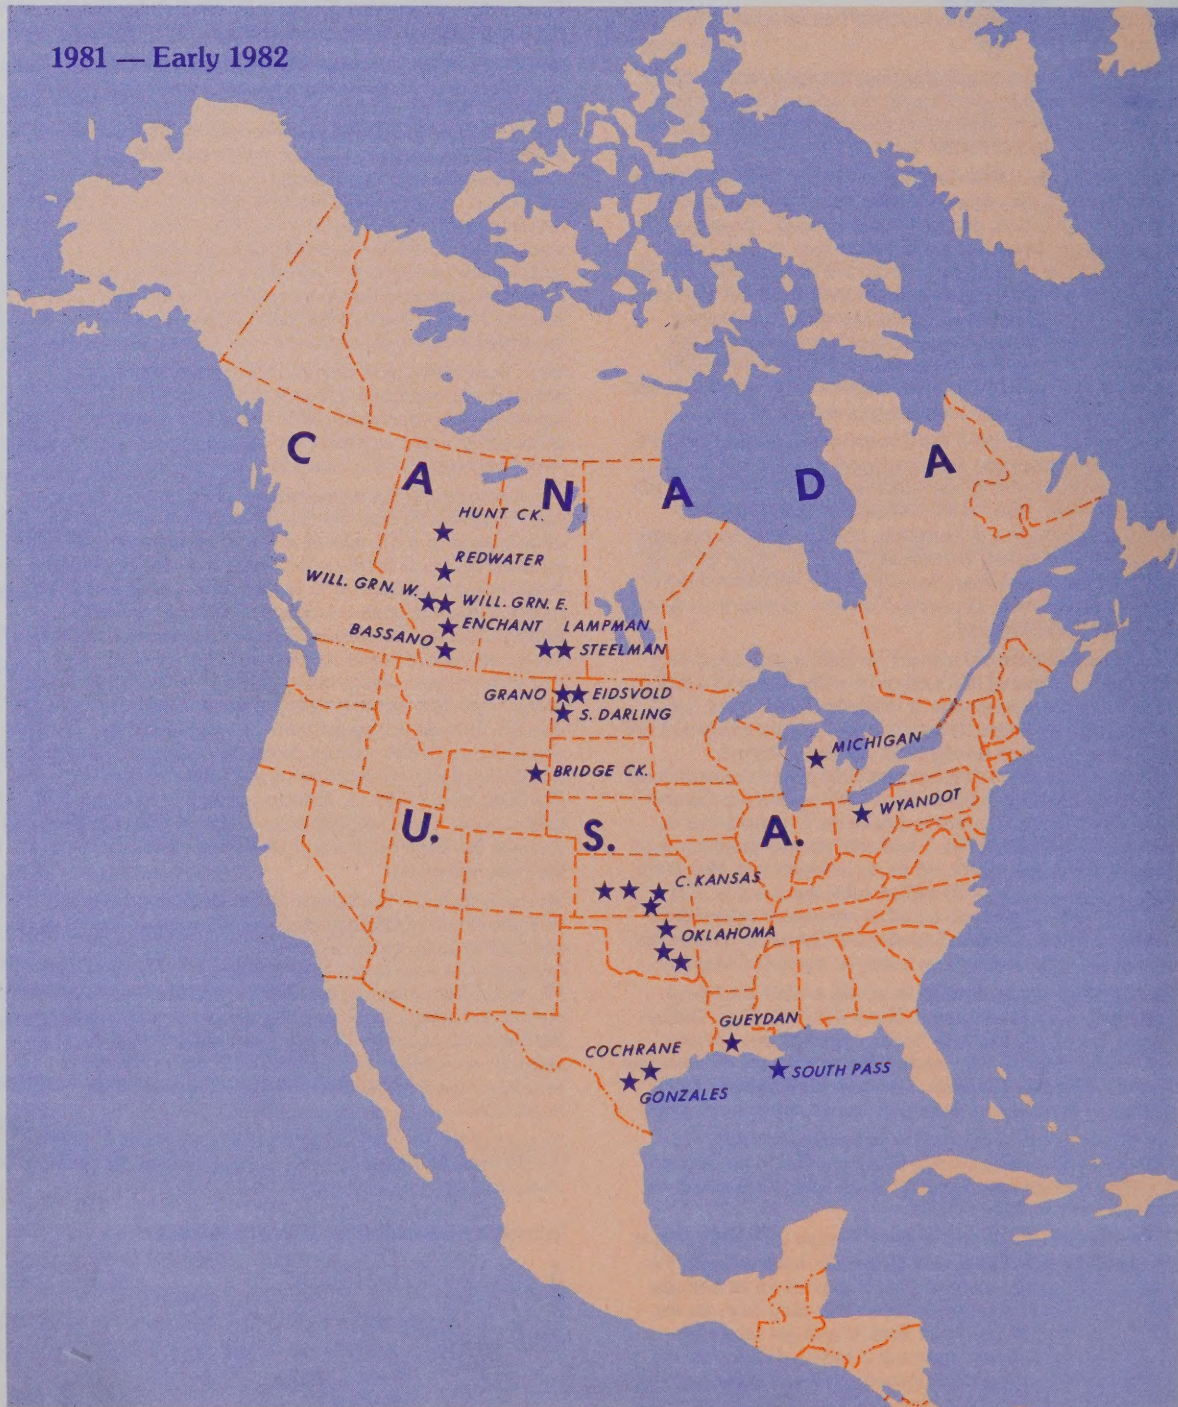 1981 — Early 1982
C A N A D A
HUNT CK.
REDWATER
WILL. GRN. W.
WILL. GRN. E.
ENCHANT
LAMPMAN
BASSANO
STEELMAN
GRANO
EIDSVOLD
S. DARLING
MICHIGAN
BRIDGE CK.
WYANDOT
U. S. A.
C. KANSAS
OKLAHOMA
GUEYDAN
COCHRANE
SOUTH PASS
GONZALES